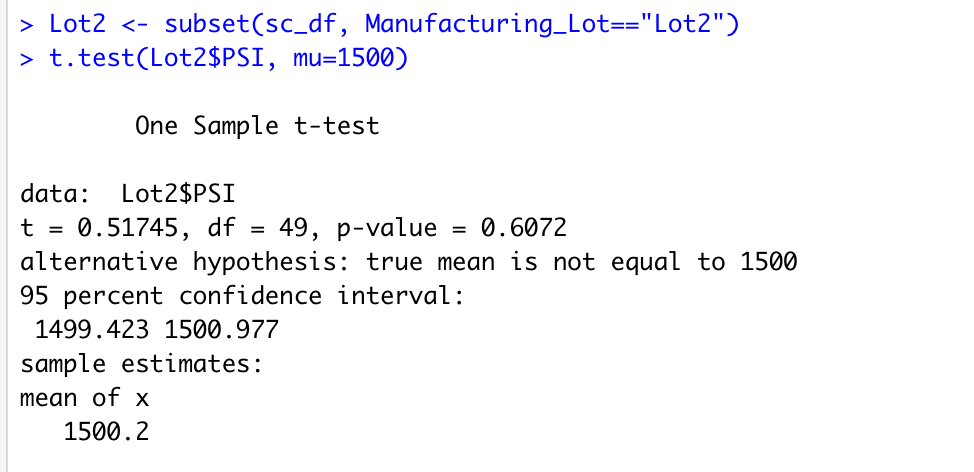 > Lot2 <- subset(sc_df, Manufacturing_Lot=="Lot2")
> t.test(Lot2$PSI, mu=1500)
One Sample t-test
data:  Lot2$PSI
t = 0.51745, df = 49, p-value = 0.6072
alternative hypothesis: true mean is not equal to 1500
95 percent confidence interval:
1499.423 1500.977
sample estimates:
mean of x
1500.2